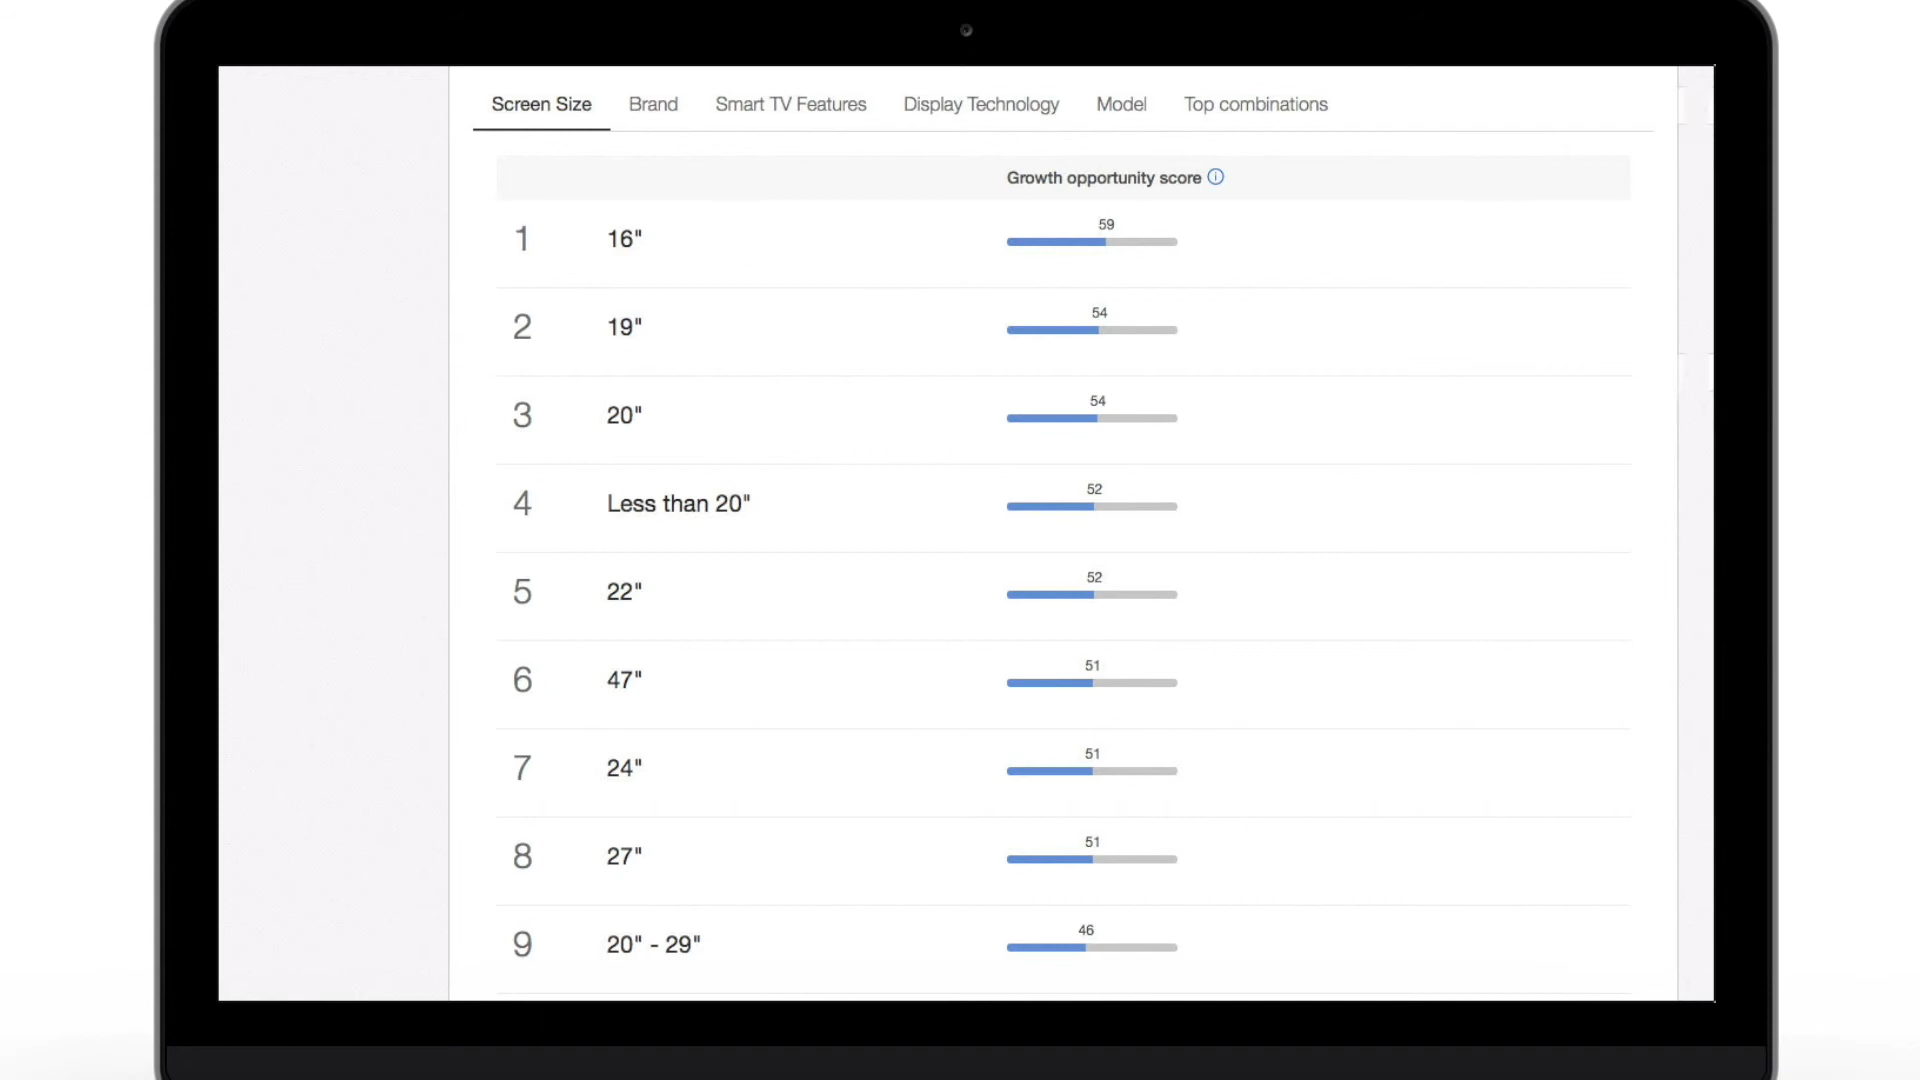 Screen Size Brand Smart TV Features Display Technology Model Top combinations
Growth opportunity score
1 16" 59
2 19" 54
3 20" 54
4 Less than 20" 52
5 22" 52
6 47" 51
7 24" 51
8 27" 51
9 20" - 29" 46